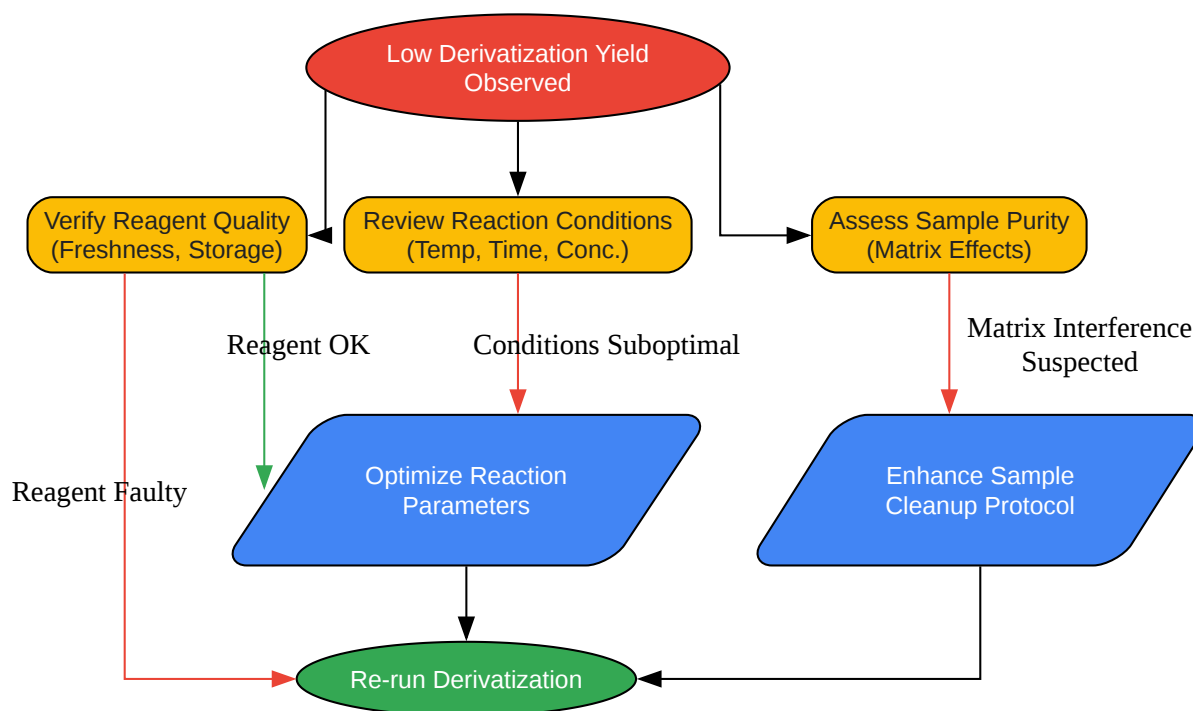 Low Derivatization Yield
Observed
Verify Reagent Quality
(Freshness, Storage)
Review Reaction Conditions
(Temp, Time, Conc.)
Assess Sample Purity
(Matrix Effects)
Reagent OK
Conditions Suboptimal
Matrix Interference
Suspected
Reagent Faulty
Optimize Reaction
Parameters
Enhance Sample
Cleanup Protocol
Re-run Derivatization